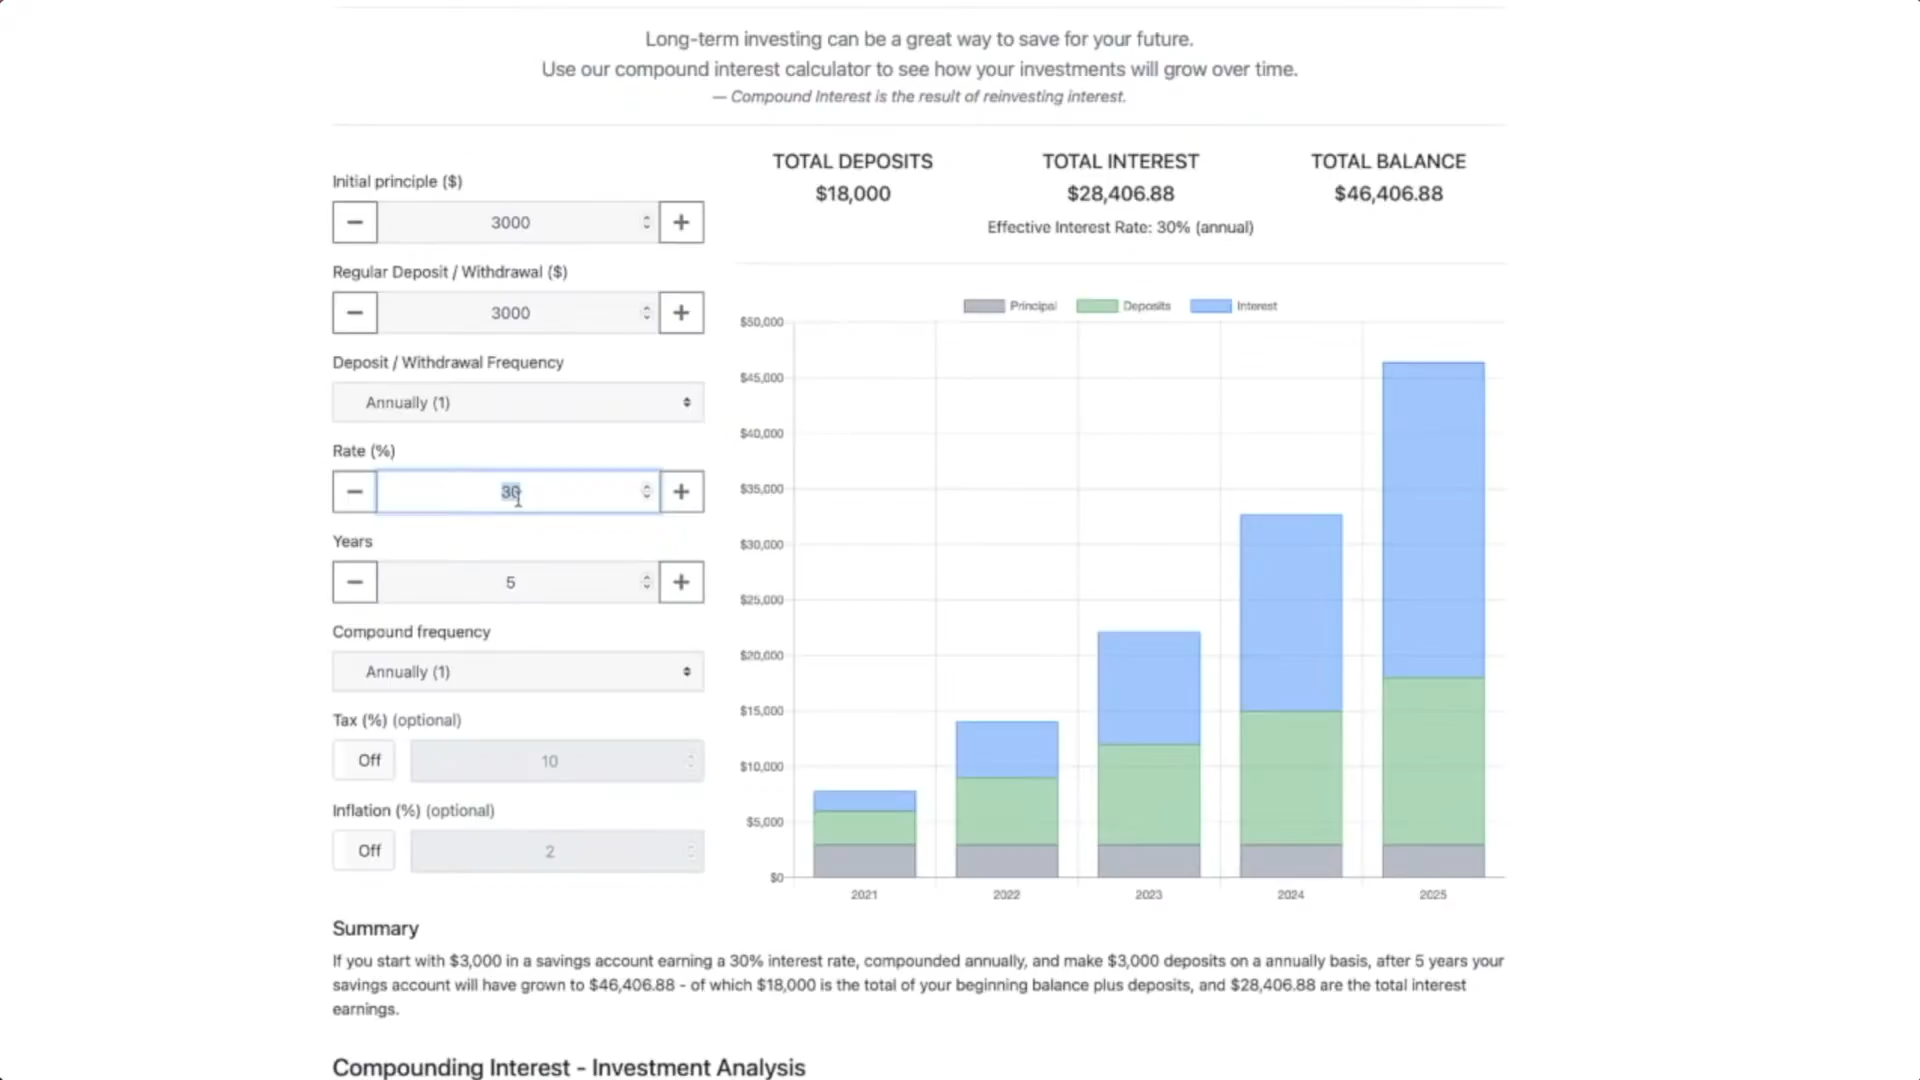 Long-term investing can be a great way to save for your future.
Use our compound interest calculator to see how your investments will grow over time.
— Compound Interest is the result of reinvesting interest.
Initial principle ($)
− 3000 +
Regular Deposit / Withdrawal ($)
− 3000 +
Deposit / Withdrawal Frequency
Annually (1)
Rate (%)
− 30 +
Years
− 5 +
Compound frequency
Annually (1)
Tax (%) (optional)
Off 10
Inflation (%) (optional)
Off 2
TOTAL DEPOSITS
$18,000
TOTAL INTEREST
$28,406.88
TOTAL BALANCE
$46,406.88
Effective Interest Rate: 30% (annual)
Principal Deposits Interest
$50,000
$45,000
$40,000
$35,000
$30,000
$25,000
$20,000
$15,000
$10,000
$5,000
$0
2021 2022 2023 2024 2025
Summary
If you start with $3,000 in a savings account earning a 30% interest rate, compounded annually, and make $3,000 deposits on a annually basis, after 5 years your
savings account will have grown to $46,406.88 - of which $18,000 is the total of your beginning balance plus deposits, and $28,406.88 are the total interest
earnings.
Compounding Interest - Investment Analysis